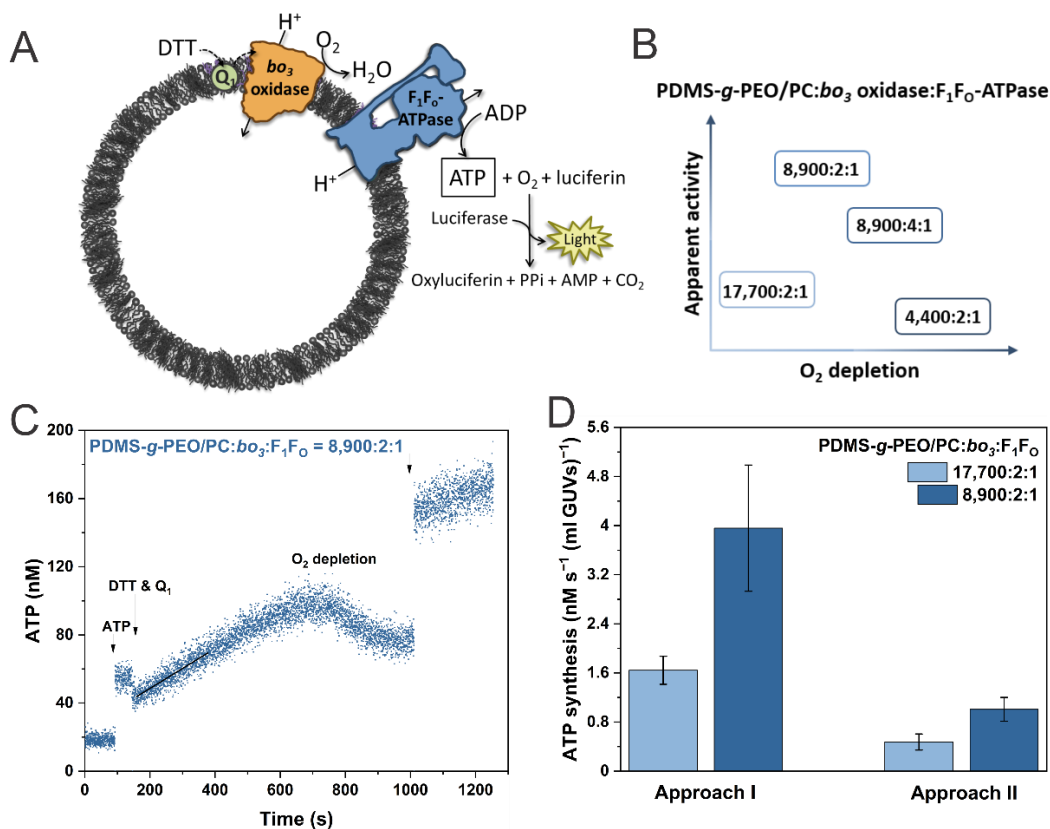 A
H⁺
DTT
O₂
Q₁
bo₃
oxidase
H₂O
F₁Fₒ-
ATPase
ADP
H⁺
ATP + O₂ + luciferin
Luciferase
Light
Oxyluciferin + PPi + AMP + CO₂
B
PDMS-g-PEO/PC:bo₃ oxidase:F₁Fₒ-ATPase
Apparent activity
8,900:2:1
8,900:4:1
17,700:2:1
4,400:2:1
O₂ depletion
C
PDMS-g-PEO/PC:bo₃:F₁Fₒ = 8,900:2:1
ATP (nM)
200
160
120
80
40
0
O₂ depletion
DTT & Q₁
ATP
0 200 400 600 800 1000 1200
Time (s)
D
PDMS-g-PEO/PC:bo₃:F₁Fₒ
17,700:2:1
8,900:2:1
ATP synthesis (nM s⁻¹ (ml GUVs)⁻¹)
5.6
4.8
4
3.2
2.4
1.6
0.8
0
Approach I Approach II